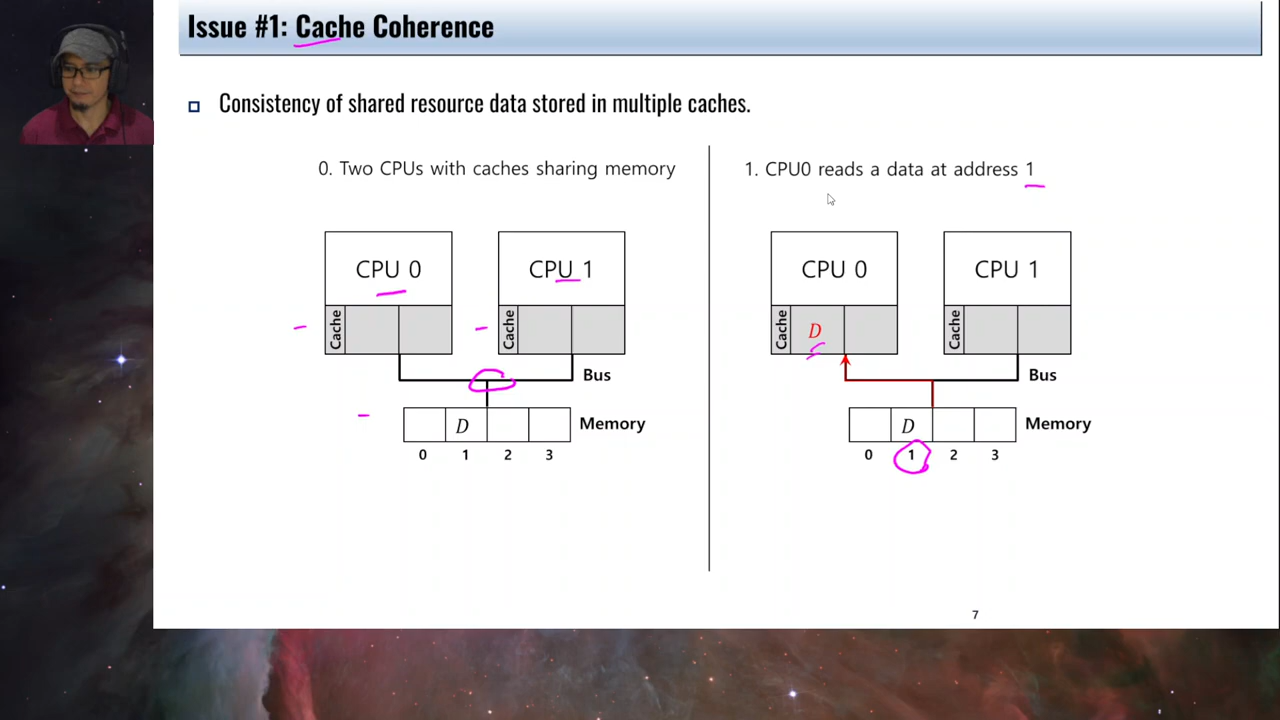 Issue #1: Cache Coherence
Consistency of shared resource data stored in multiple caches.
0. Two CPUs with caches sharing memory
CPU 0
CPU 1
Cache
Cache
Bus
D
Memory
0 1 2 3
1. CPU0 reads a data at address 1
CPU 0
CPU 1
Cache
D
Cache
Bus
D
Memory
0 1 2 3
7